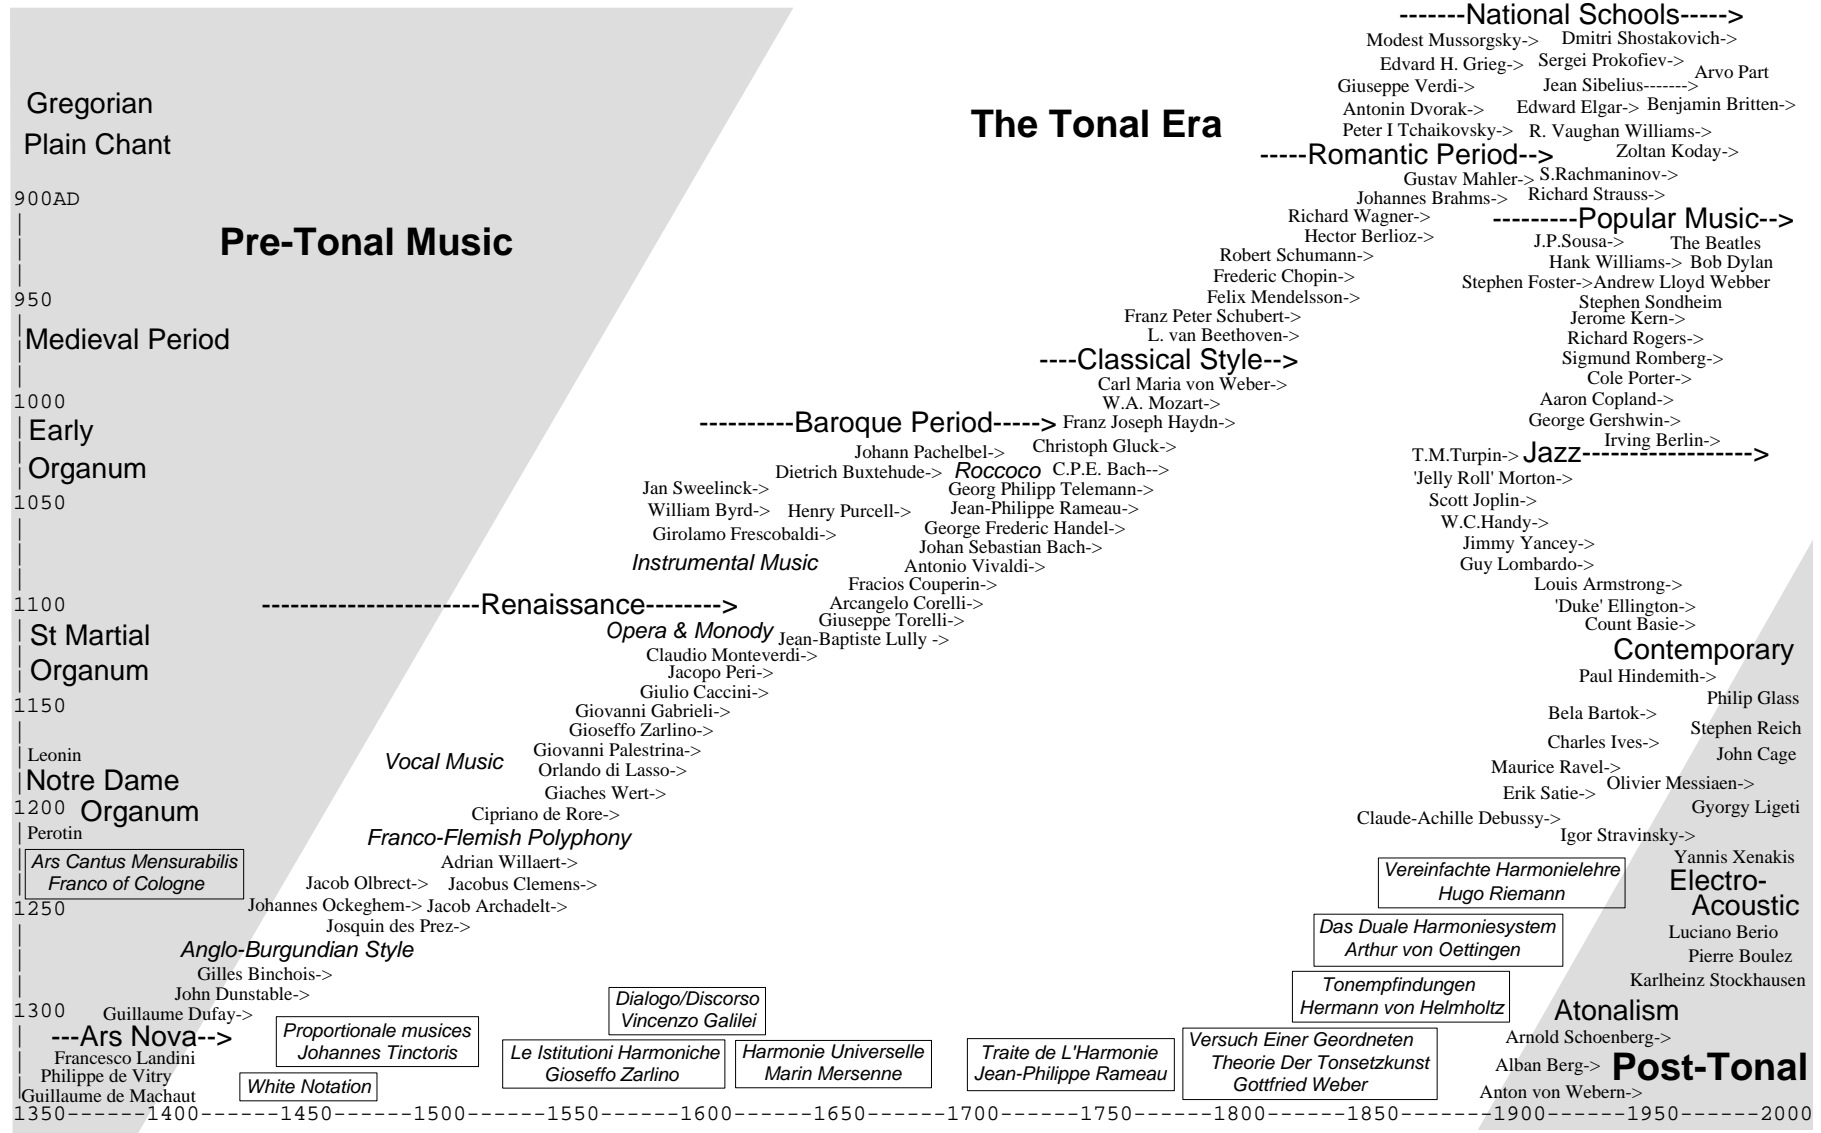 -------National Schools----->
Modest Mussorgsky-> Dmitri Shostakovich->
Edvard H. Grieg-> Sergei Prokofiev->
Arvo Part
Giuseppe Verdi-> Jean Sibelius------->
Antonin Dvorak-> Edward Elgar-> Benjamin Britten->
Peter I Tchaikovsky-> R. Vaughan Williams->
Zoltan Koday->
Gregorian
Plain Chant
The Tonal Era
-----Romantic Period-->
Gustav Mahler-> S.Rachmaninov->
Johannes Brahms-> Richard Strauss->
Richard Wagner->
Hector Berlioz->
Robert Schumann->
Frederic Chopin->
Felix Mendelsson->
Franz Peter Schubert->
L. van Beethoven->
---------Popular Music-->
J.P.Sousa-> The Beatles
Hank Williams-> Bob Dylan
Stephen Foster->Andrew Lloyd Webber
Stephen Sondheim
Jerome Kern->
Richard Rogers->
Sigmund Romberg->
Cole Porter->
Aaron Copland->
George Gershwin->
Irving Berlin->
900AD
Pre-Tonal Music
950
Medieval Period
1000
Early
Organum
1050
----Classical Style-->
Carl Maria von Weber->
W.A. Mozart->
Franz Joseph Haydn->
Christoph Gluck->
----------Baroque Period----->
Johann Pachelbel->
Dietrich Buxtehude-> Roccoco C.P.E. Bach-->
Jan Sweelinck-> Georg Philipp Telemann->
William Byrd-> Henry Purcell-> Jean-Philippe Rameau->
Girolamo Frescobaldi-> George Frederic Handel->
Johan Sebastian Bach->
Instrumental Music Antonio Vivaldi->
Fracios Couperin->
Arcangelo Corelli->
Giuseppe Torelli->
Jean-Baptiste Lully ->
T.M.Turpin-> Jazz------------------>
'Jelly Roll' Morton->
Scott Joplin->
W.C.Handy->
Jimmy Yancey->
Guy Lombardo->
Louis Armstrong->
'Duke' Ellington->
Count Basie->
1100
St Martial
Organum
1150
-----------------------Renaissance-------->
Opera & Monody
Claudio Monteverdi->
Jacopo Peri->
Giulio Caccini->
Giovanni Gabrieli->
Gioseffo Zarlino->
Giovanni Palestrina->
Vocal Music Orlando di Lasso->
Giaches Wert->
Cipriano de Rore->
Contemporary
Paul Hindemith->
Philip Glass
Bela Bartok->
Stephen Reich
Charles Ives->
John Cage
Maurice Ravel->
Olivier Messiaen->
Erik Satie->
Gyorgy Ligeti
Claude-Achille Debussy->
Igor Stravinsky->
Yannis Xenakis
Leonin
Notre Dame
1200 Organum
Perotin
Ars Cantus Mensurabilis
Franco of Cologne
1250
Franco-Flemish Polyphony
Adrian Willaert->
Jacob Olbrect-> Jacobus Clemens->
Johannes Ockeghem-> Jacob Archadelt->
Josquin des Prez->
Anglo-Burgundian Style
Gilles Binchois->
John Dunstable->
Guillaume Dufay->
1300
---Ars Nova-->
Francesco Landini
Philippe de Vitry
Guillaume de Machaut
Proportionale musices
Johannes Tinctoris
White Notation
Dialogo/Discorso
Vincenzo Galilei
Le Istitutioni Harmoniche
Gioseffo Zarlino
Harmonie Universelle
Marin Mersenne
Traite de L'Harmonie
Jean-Philippe Rameau
Versuch Einer Geordneten
Theorie Der Tonsetzkunst
Gottfried Weber
Tonempfindungen
Hermann von Helmholtz
Das Duale Harmoniesystem
Arthur von Oettingen
Vereinfachte Harmonielehre
Hugo Riemann
Electro-
Acoustic
Luciano Berio
Pierre Boulez
Karlheinz Stockhausen
Atonalism
Arnold Schoenberg->
Alban Berg-> Post-Tonal
Anton von Webern->
1350------1400------1450------1500------1550------1600------1650------1700------1750------1800------1850------1900------1950------2000